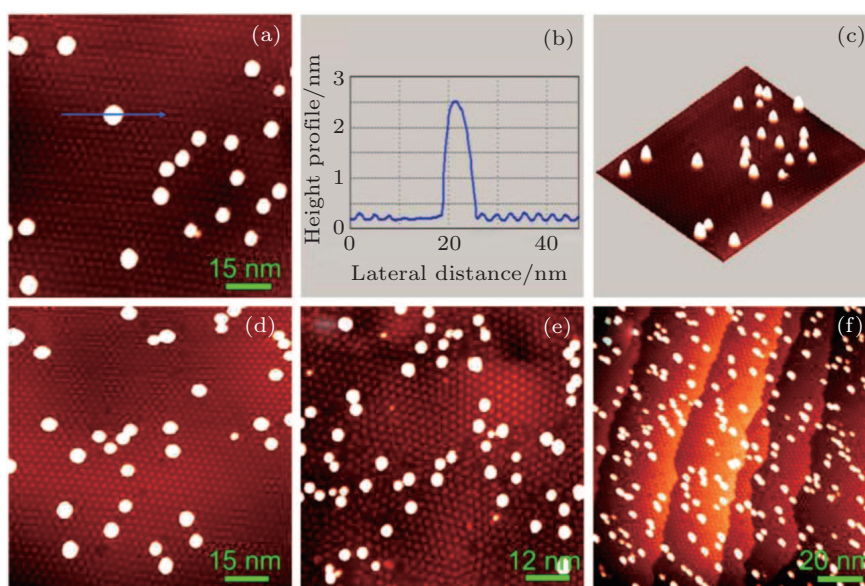 (a)
15 nm
(b)
Height profile/nm
3
2
1
0
0 20 40
Lateral distance/nm
(c)
(d)
15 nm
(e)
12 nm
(f)
20 nm